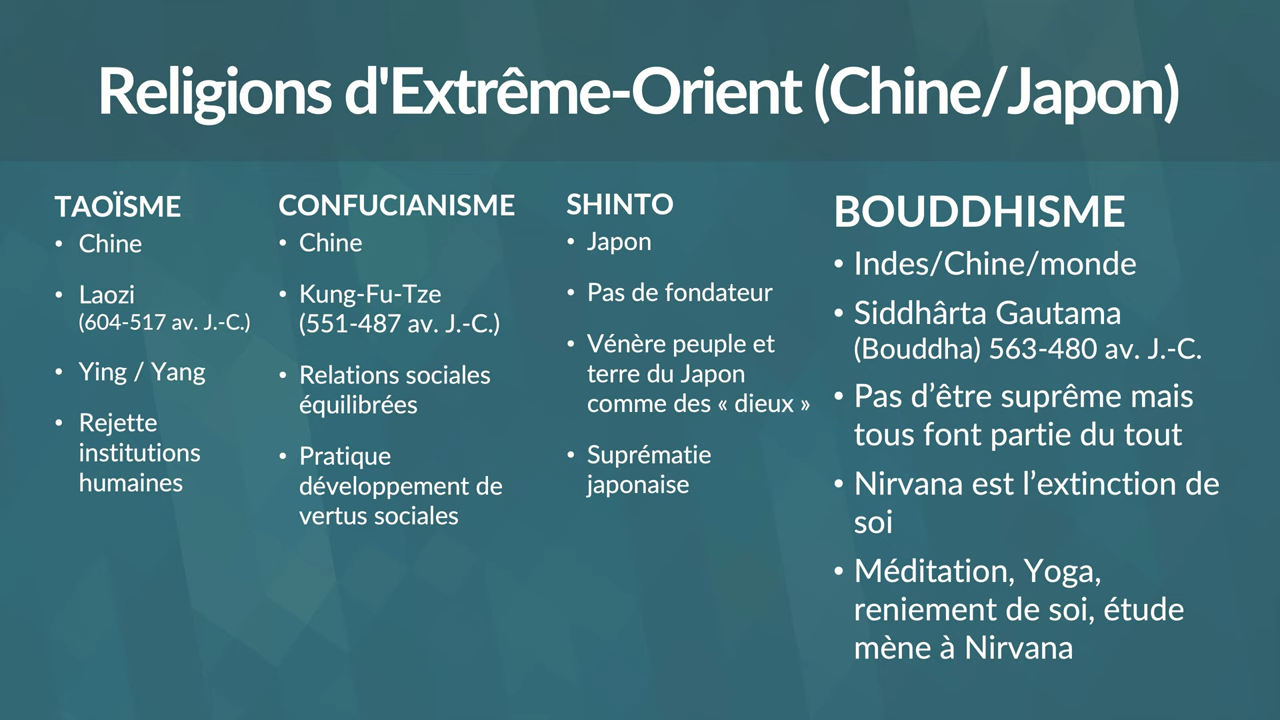 Religions d'Extrême-Orient (Chine/Japon)
TAOÏSME
• Chine
• Laozi
(604-517 av. J.-C.)
• Ying / Yang
• Rejette
institutions
humaines
CONFUCIANISME
• Chine
• Kung-Fu-Tze
(551-487 av. J.-C.)
• Relations sociales
équilibrées
• Pratique
développement de
vertus sociales
SHINTO
• Japon
• Pas de fondateur
• Vénère peuple et
terre du Japon
comme des « dieux »
• Suprématie
japonaise
BOUDDHISME
• Indes/Chine/monde
• Siddhârta Gautama
(Bouddha) 563-480 av. J.-C.
• Pas d’être suprême mais
tous font partie du tout
• Nirvana est l’extinction de
soi
• Méditation, Yoga,
reniement de soi, étude
mène à Nirvana